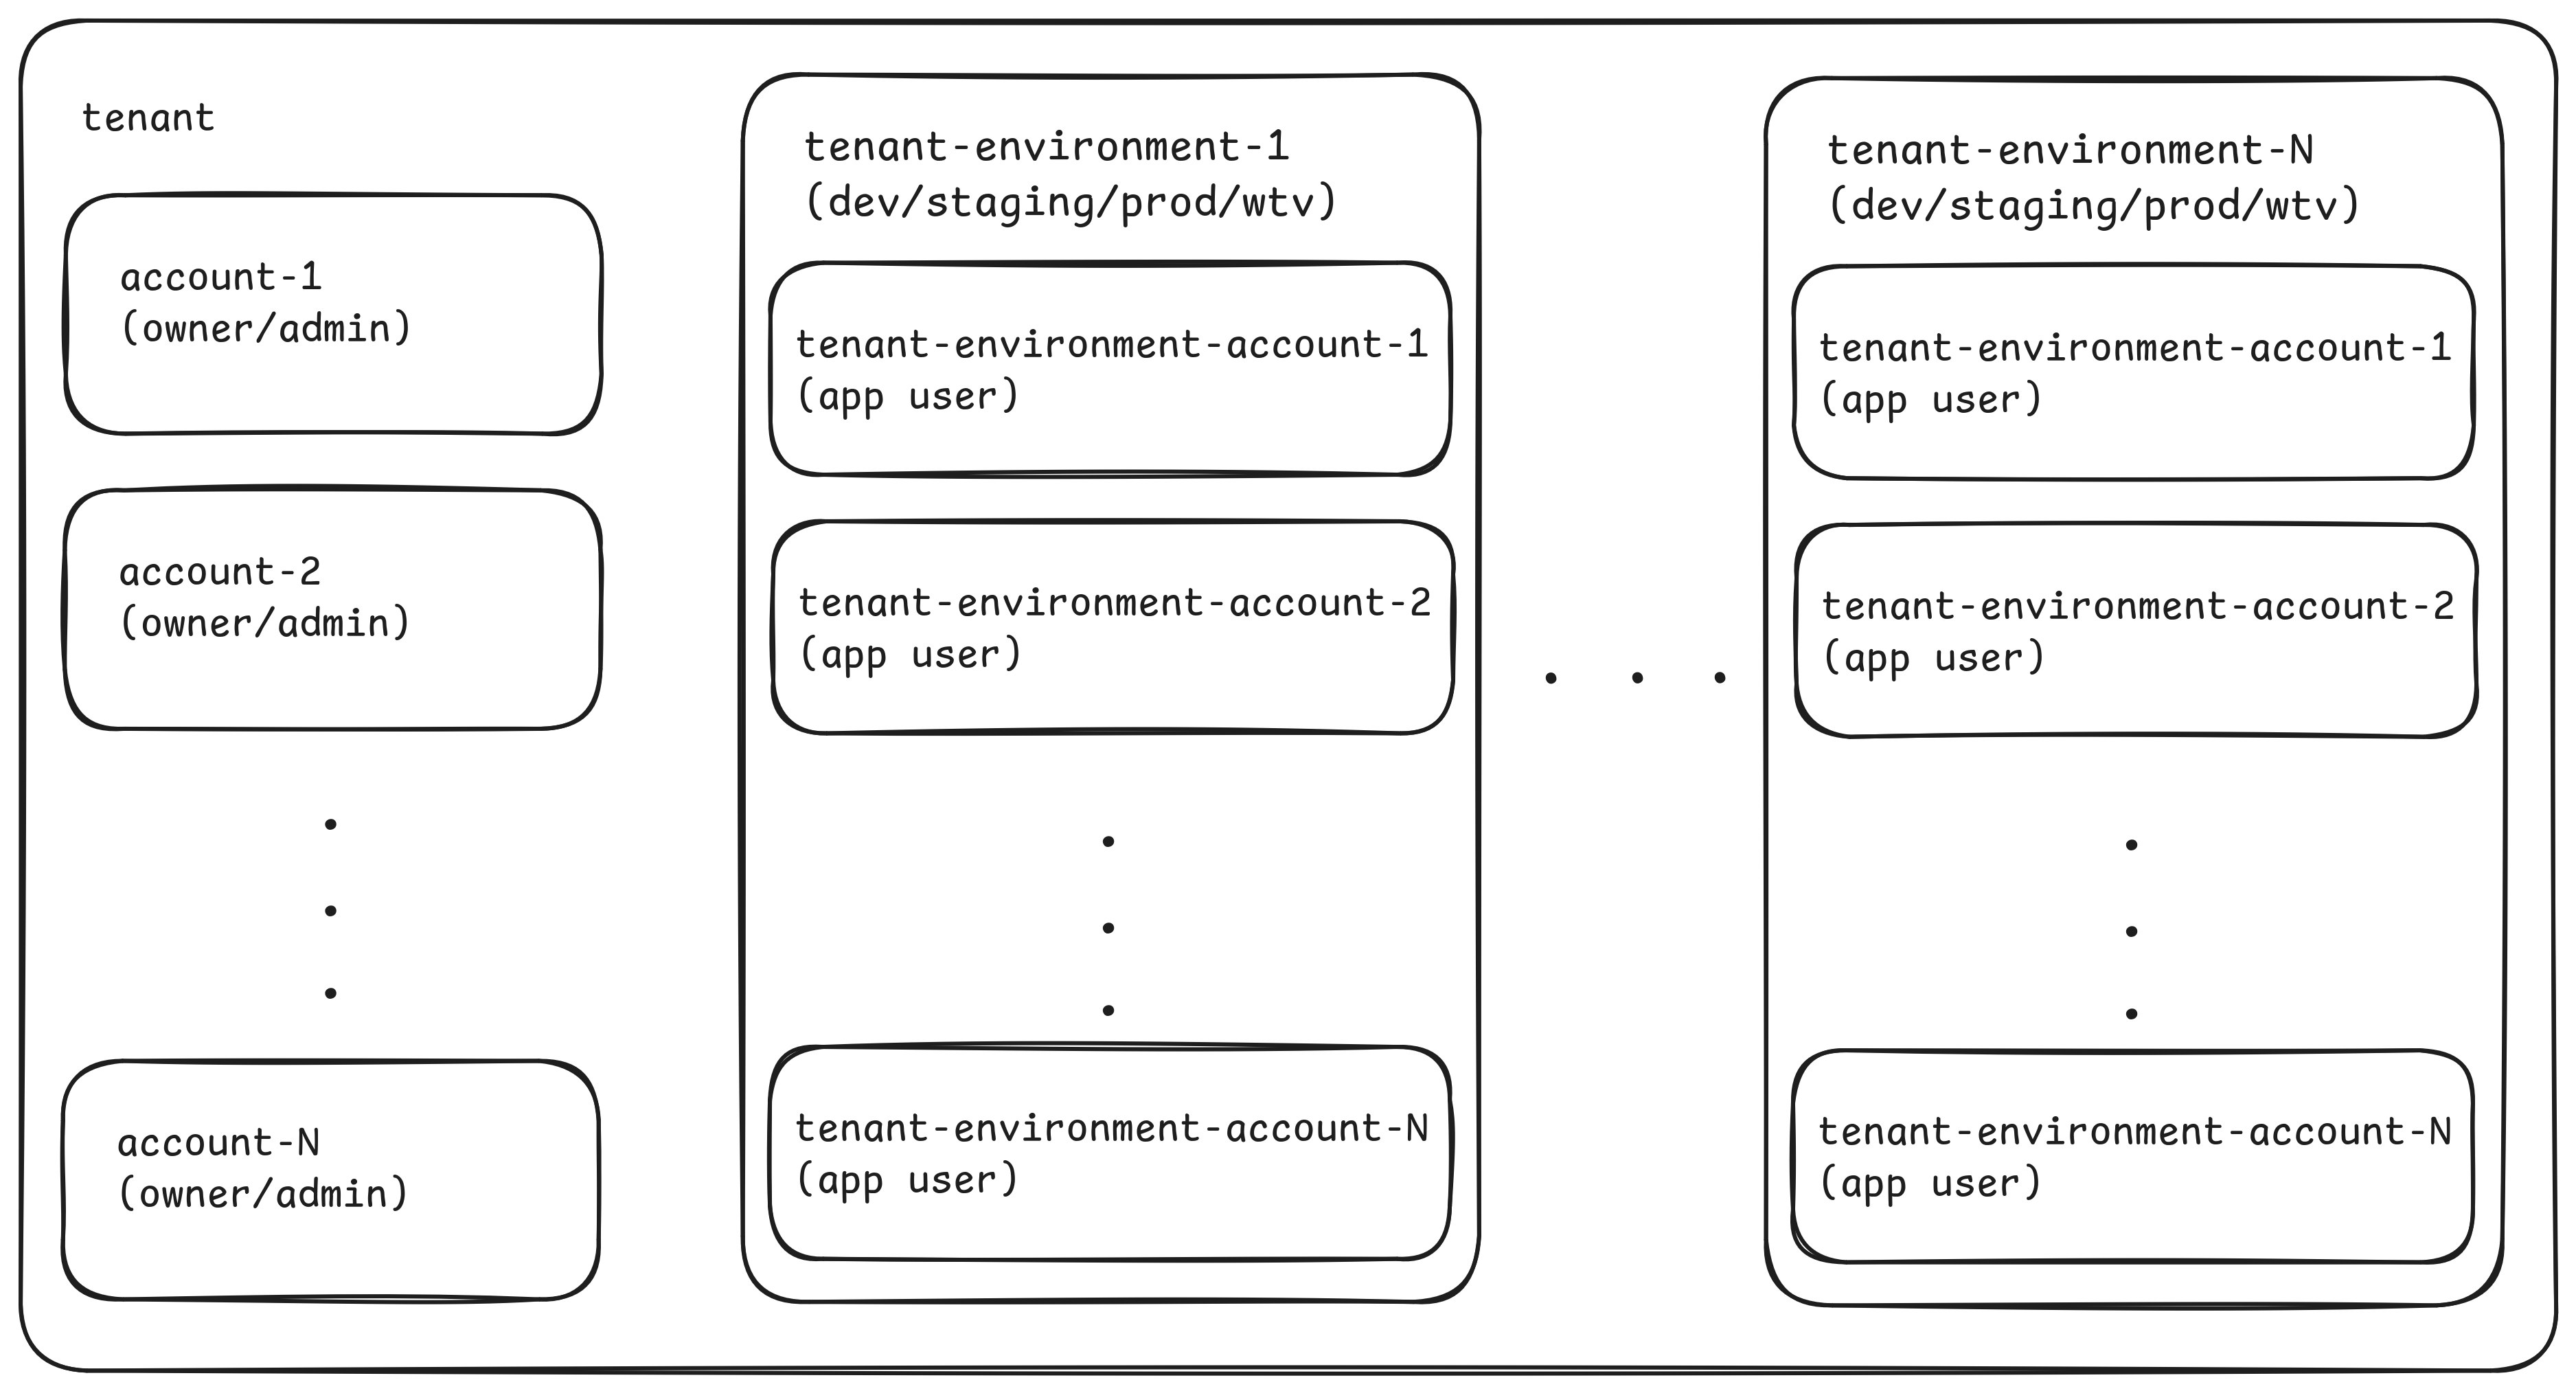 tenant
account-1
(owner/admin)
account-2
(owner/admin)
account-N
(owner/admin)
tenant-environment-1
(dev/staging/prod/wtv)
tenant-environment-account-1
(app user)
tenant-environment-account-2
(app user)
tenant-environment-account-N
(app user)
tenant-environment-N
(dev/staging/prod/wtv)
tenant-environment-account-1
(app user)
tenant-environment-account-2
(app user)
tenant-environment-account-N
(app user)